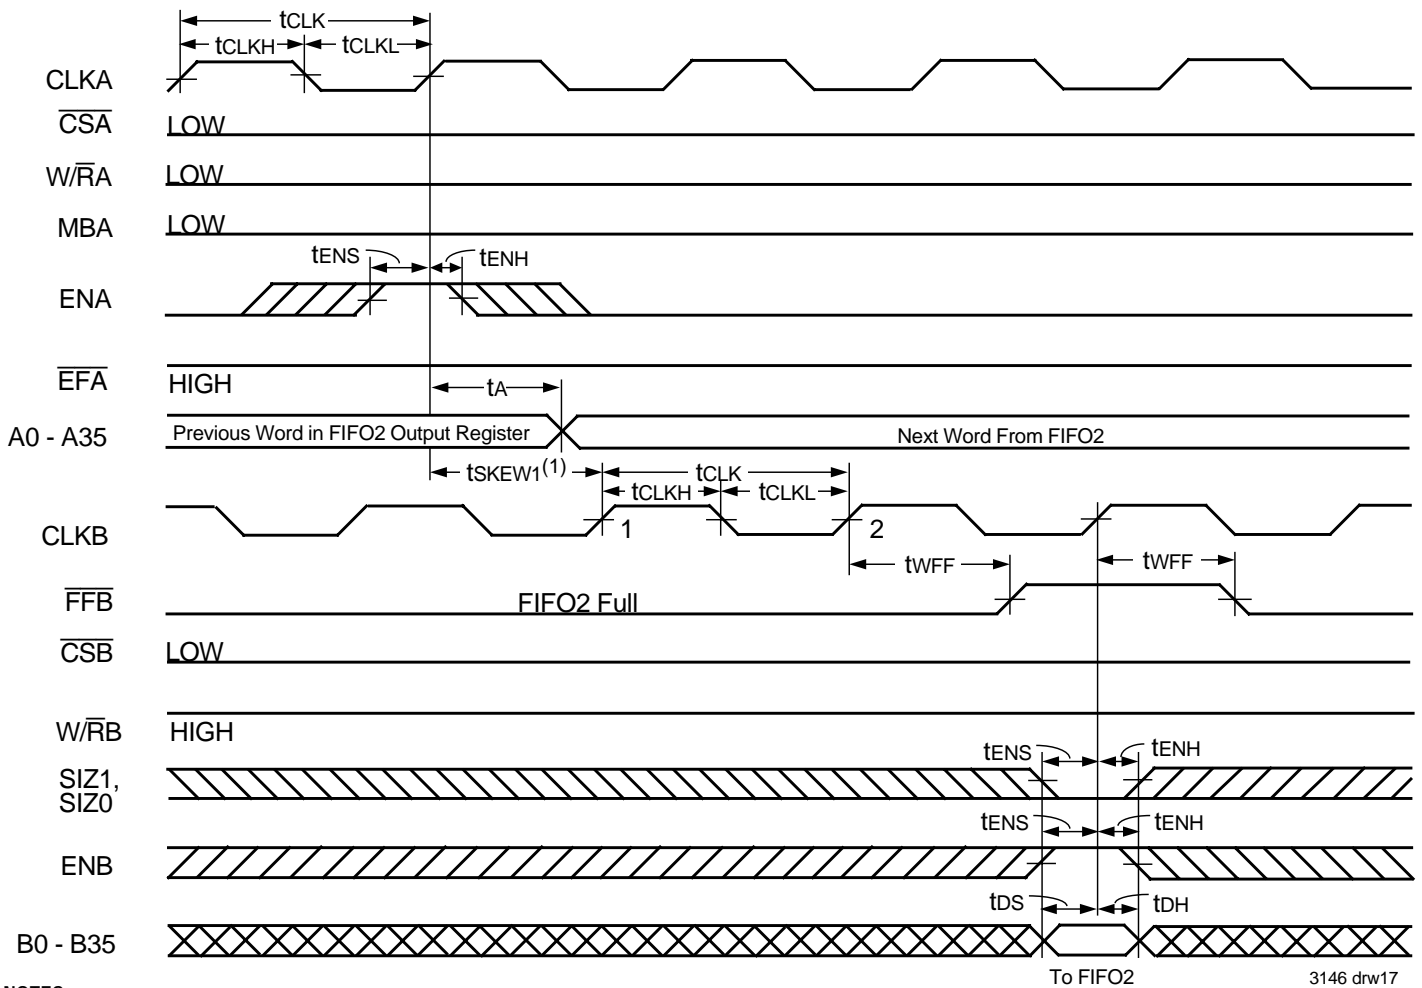 tCLK
tCLKH tCLKL
CLKA
CSA LOW
W/RA LOW
MBA LOW
tENS tENH
ENA
EFA HIGH
tA
A0 - A35 Previous Word in FIFO2 Output Register Next Word From FIFO2
tSKEW1(1) tCLK
tCLKH tCLKL
CLKB 1 2
tWFF tWFF
FFB FIFO2 Full
CSB LOW
W/RB HIGH
tENS tENH
SIZ1,
SIZ0
tENS tENH
ENB
tDS tDH
B0 - B35
To FIFO2 3146 drw17